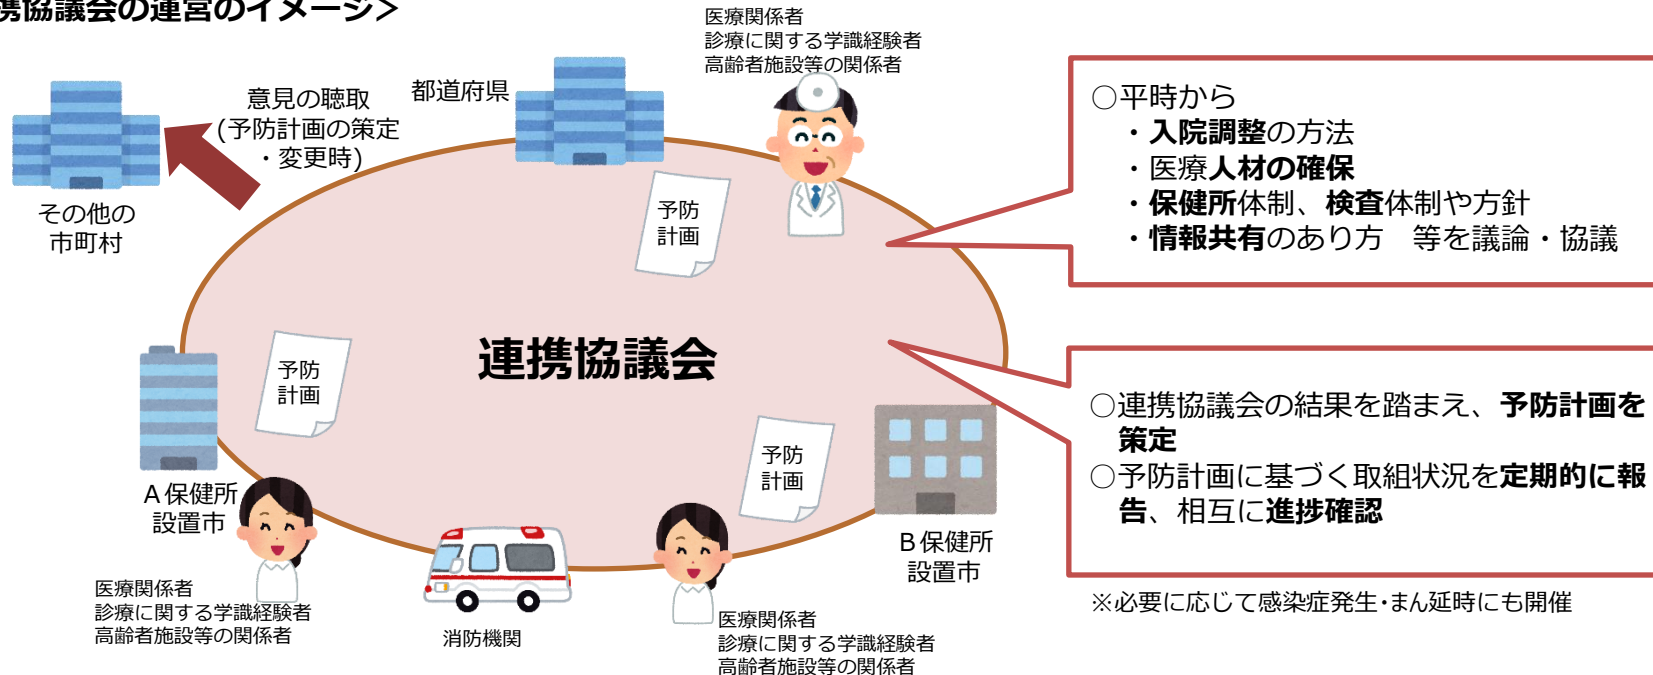 携協議会の運営のイメージ＞
医療関係者
診療に関する学識経験者
高齢者施設等の関係者
都道府県
意見の聴取
(予防計画の策定
・変更時)
その他の
市町村
予防
計画
○平時から
・入院調整の方法
・医療人材の確保
・保健所体制、検査体制や方針
・情報共有のあり方　等を議論・協議
連携協議会
予防
計画
予防
計画
○連携協議会の結果を踏まえ、予防計画を
策定
○予防計画に基づく取組状況を定期的に報
告、相互に進捗確認
※必要に応じて感染症発生・まん延時にも開催
Ａ保健所
設置市
Ｂ保健所
設置市
医療関係者
診療に関する学識経験者
高齢者施設等の関係者
消防機関
医療関係者
診療に関する学識経験者
高齢者施設等の関係者